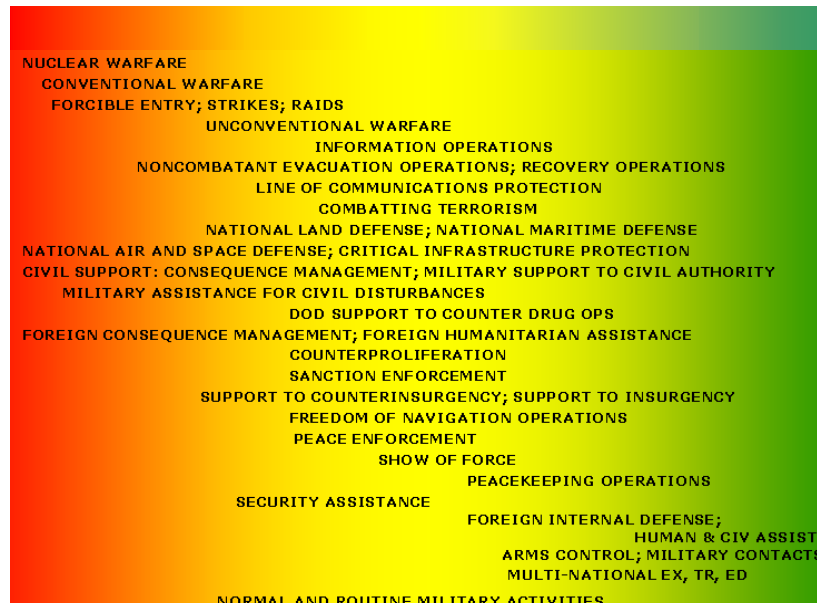 NUCLEAR WARFARE
CONVENTIONAL WARFARE
FORCIBLE ENTRY; STRIKES; RAIDS
UNCONVENTIONAL WARFARE
INFORMATION OPERATIONS
NONCOMBATANT EVACUATION OPERATIONS; RECOVERY OPERATIONS
LINE OF COMMUNICATIONS PROTECTION
COMBATTING TERRORISM
NATIONAL LAND DEFENSE; NATIONAL MARITIME DEFENSE
NATIONAL AIR AND SPACE DEFENSE; CRITICAL INFRASTRUCTURE PROTECTION
CIVIL SUPPORT: CONSEQUENCE MANAGEMENT; MILITARY SUPPORT TO CIVIL AUTHORITY
MILITARY ASSISTANCE FOR CIVIL DISTURBANCES
DOD SUPPORT TO COUNTER DRUG OPS
FOREIGN CONSEQUENCE MANAGEMENT; FOREIGN HUMANITARIAN ASSISTANCE
COUNTERPROLIFERATION
SANCTION ENFORCEMENT
SUPPORT TO COUNTERINSURGENCY; SUPPORT TO INSURGENCY
FREEDOM OF NAVIGATION OPERATIONS
PEACE ENFORCEMENT
SHOW OF FORCE
PEACEKEEPING OPERATIONS
SECURITY ASSISTANCE
FOREIGN INTERNAL DEFENSE;
HUMAN & CIV ASSIST
ARMS CONTROL; MILITARY CONTACTS
MULTI-NATIONAL EX, TR, ED
NORMAL AND ROUTINE MILITARY ACTIVITIES